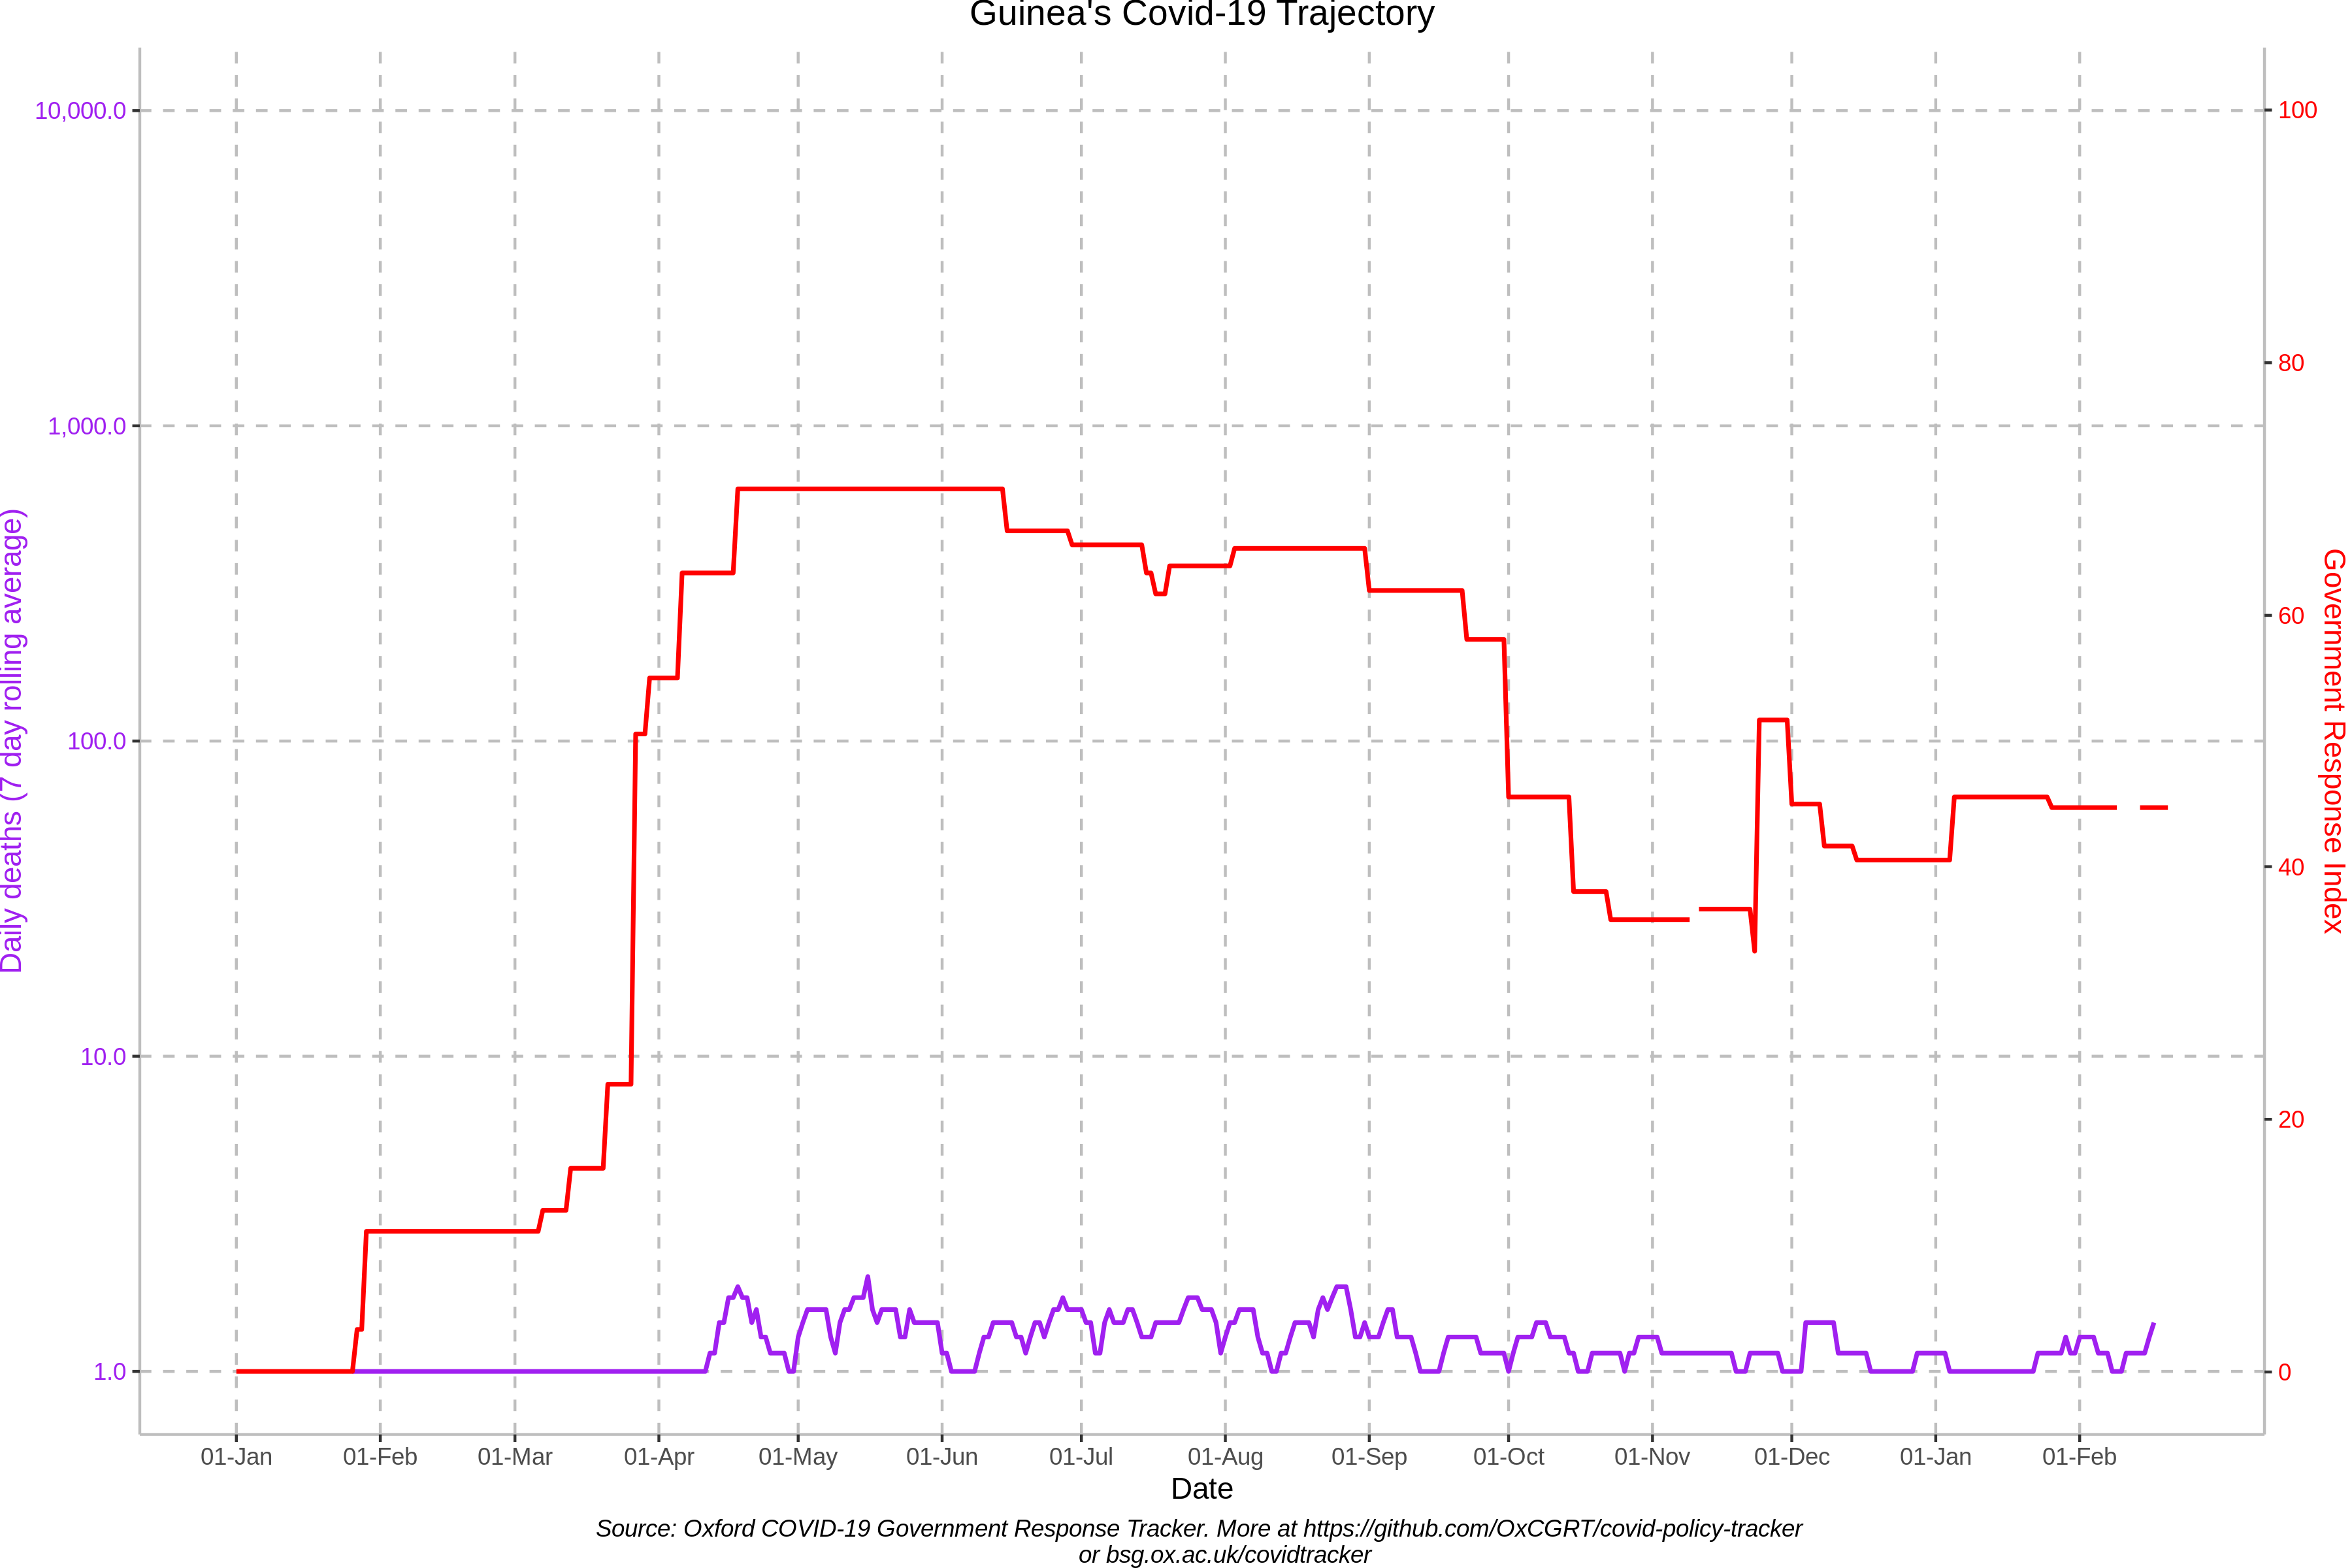 Guinea's Covid-19 Trajectory
10,000.0
1,000.0
100.0
10.0
1.0
Daily deaths (7 day rolling average)
100
80
60
40
20
0
Government Response Index
01-Jan
01-Feb
01-Mar
01-Apr
01-May
01-Jun
01-Jul
01-Aug
01-Sep
01-Oct
01-Nov
01-Dec
01-Jan
01-Feb
Date
Source: Oxford COVID-19 Government Response Tracker. More at https://github.com/OxCGRT/covid-policy-tracker
or bsg.ox.ac.uk/covidtracker